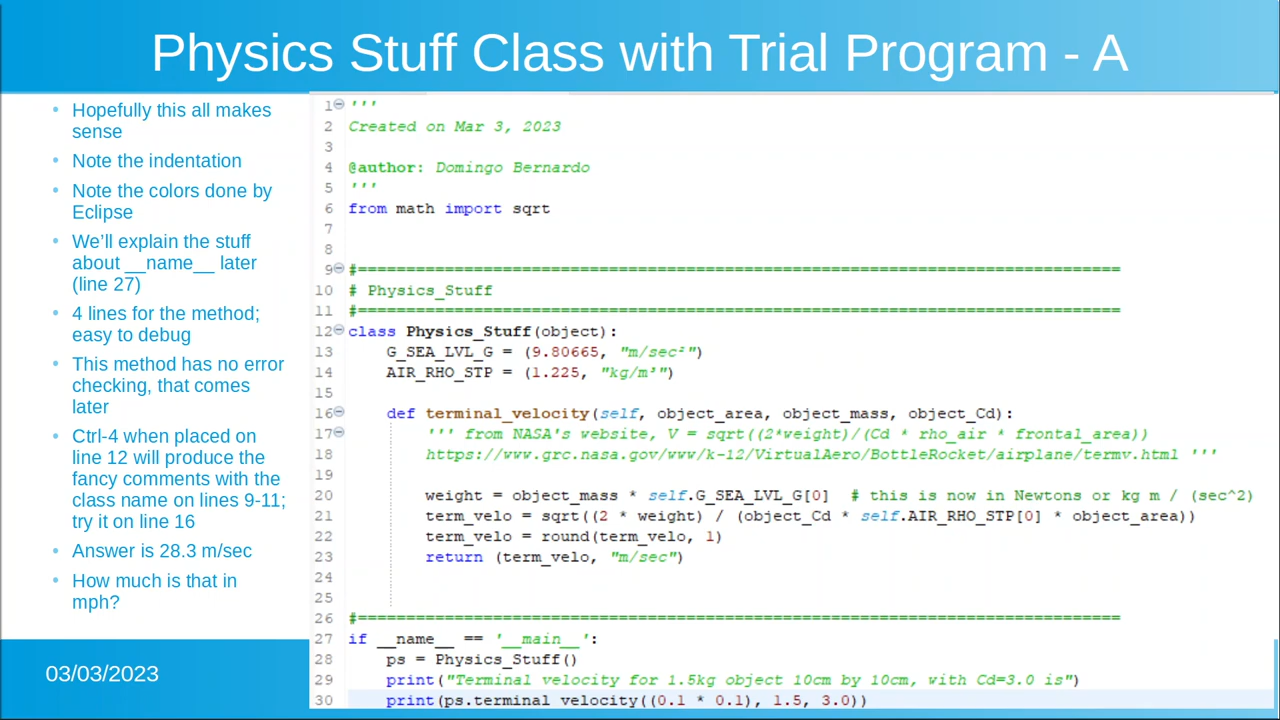 Physics Stuff Class with Trial Program - A
• Hopefully this all makes
sense
• Note the indentation
• Note the colors done by
Eclipse
• We’ll explain the stuff
about __name__ later
(line 27)
• 4 lines for the method;
easy to debug
• This method has no error
checking, that comes
later
• Ctrl-4 when placed on
line 12 will produce the
fancy comments with the
class name on lines 9-11;
try it on line 16
• Answer is 28.3 m/sec
• How much is that in
mph?
03/03/2023
1 '''
2 Created on Mar 3, 2023
3
4 @author: Domingo Bernardo
5 '''
6 from math import sqrt
7
8
9 #===============================================================================
10 # Physics_Stuff
11 #===============================================================================
12 class Physics_Stuff(object):
13     G_SEA_LVL_G = (9.80665, "m/sec²")
14     AIR_RHO_STP = (1.225, "kg/m³")
15
16     def terminal_velocity(self, object_area, object_mass, object_Cd):
17         ''' from NASA's website, V = sqrt((2*weight)/(Cd * rho_air * frontal_area))
18         https://www.grc.nasa.gov/www/k-12/VirtualAero/BottleRocket/airplane/termv.html '''
19
20         weight = object_mass * self.G_SEA_LVL_G[0]  # this is now in Newtons or kg m / (sec^2)
21         term_velo = sqrt((2 * weight) / (object_Cd * self.AIR_RHO_STP[0] * object_area))
22         term_velo = round(term_velo, 1)
23         return (term_velo, "m/sec")
24
25
26 #===============================================================================
27 if __name__ == '__main__':
28     ps = Physics_Stuff()
29     print("Terminal velocity for 1.5kg object 10cm by 10cm, with Cd=3.0 is")
30     print(ps.terminal_velocity((0.1 * 0.1), 1.5, 3.0))